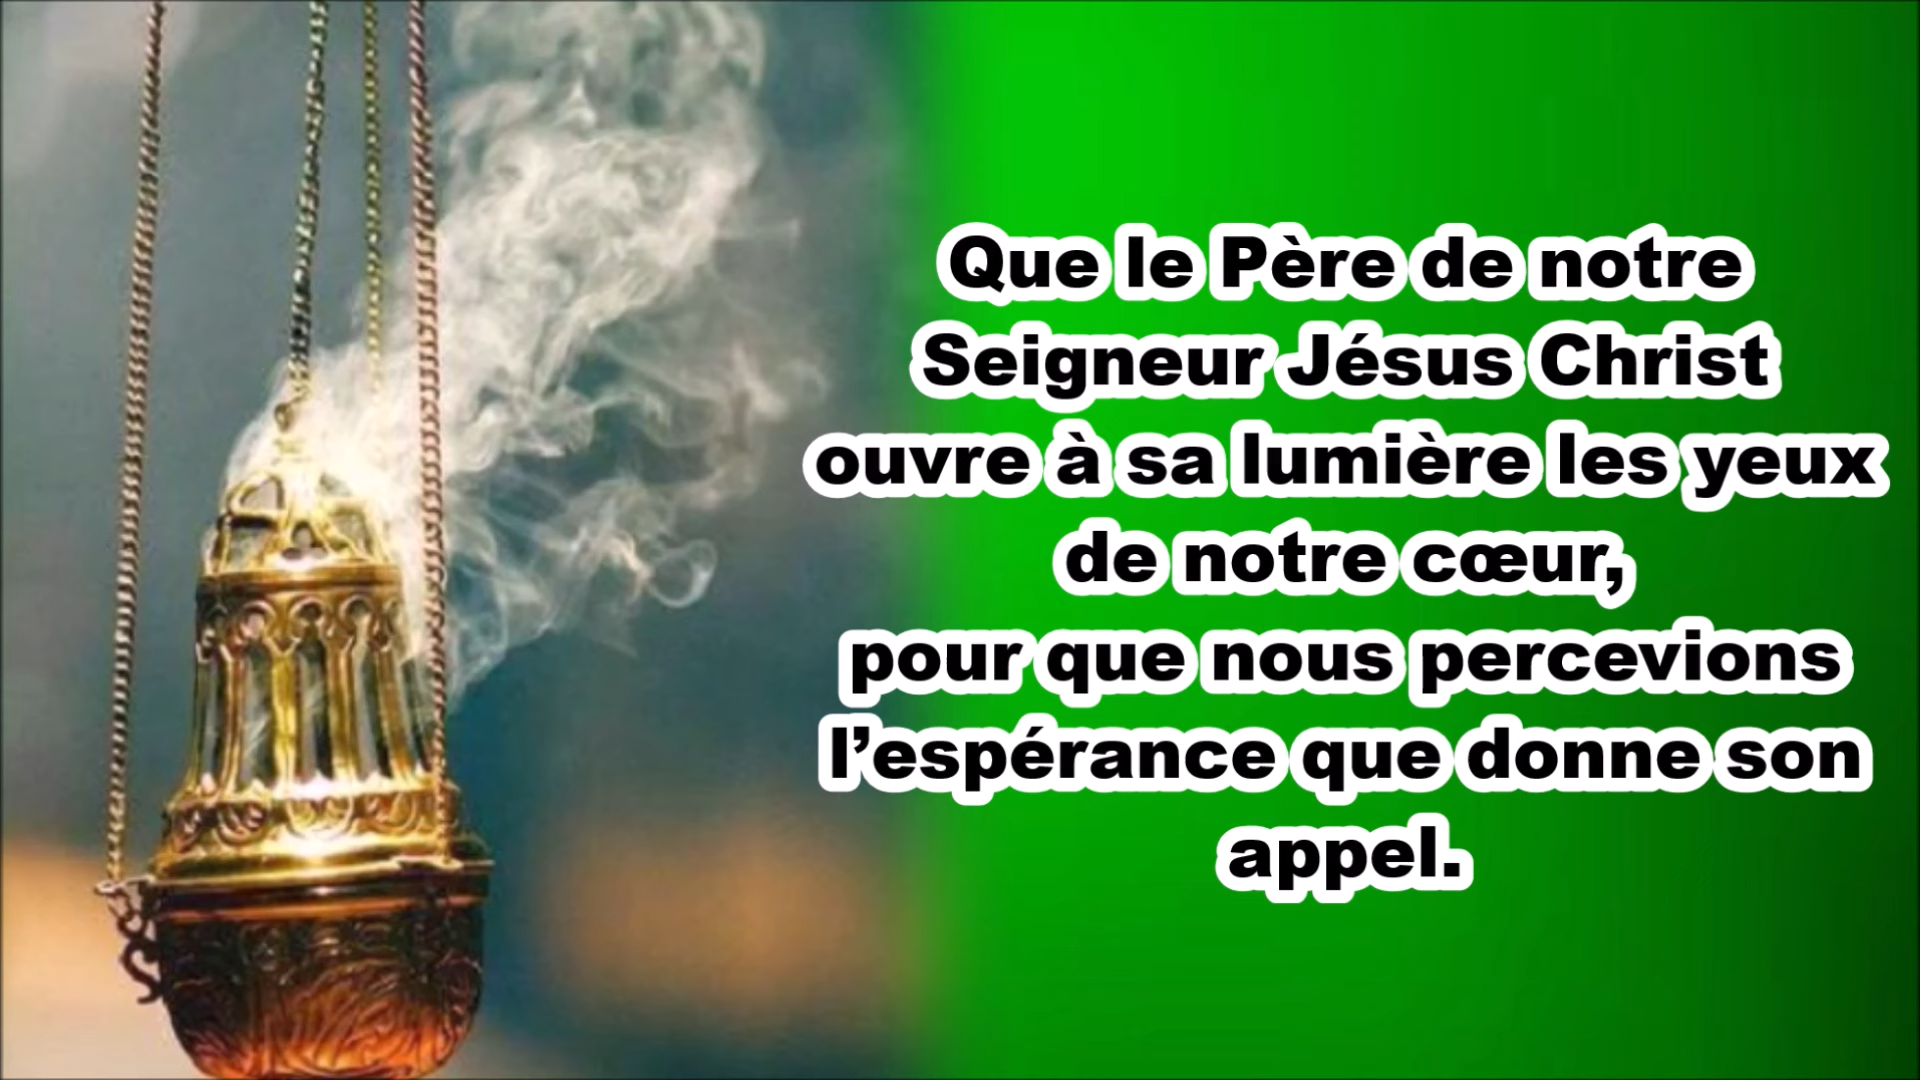 Que le Père de notre
Seigneur Jésus Christ
ouvre à sa lumière les yeux
de notre cœur,
pour que nous percevions
l’espérance que donne son
appel.